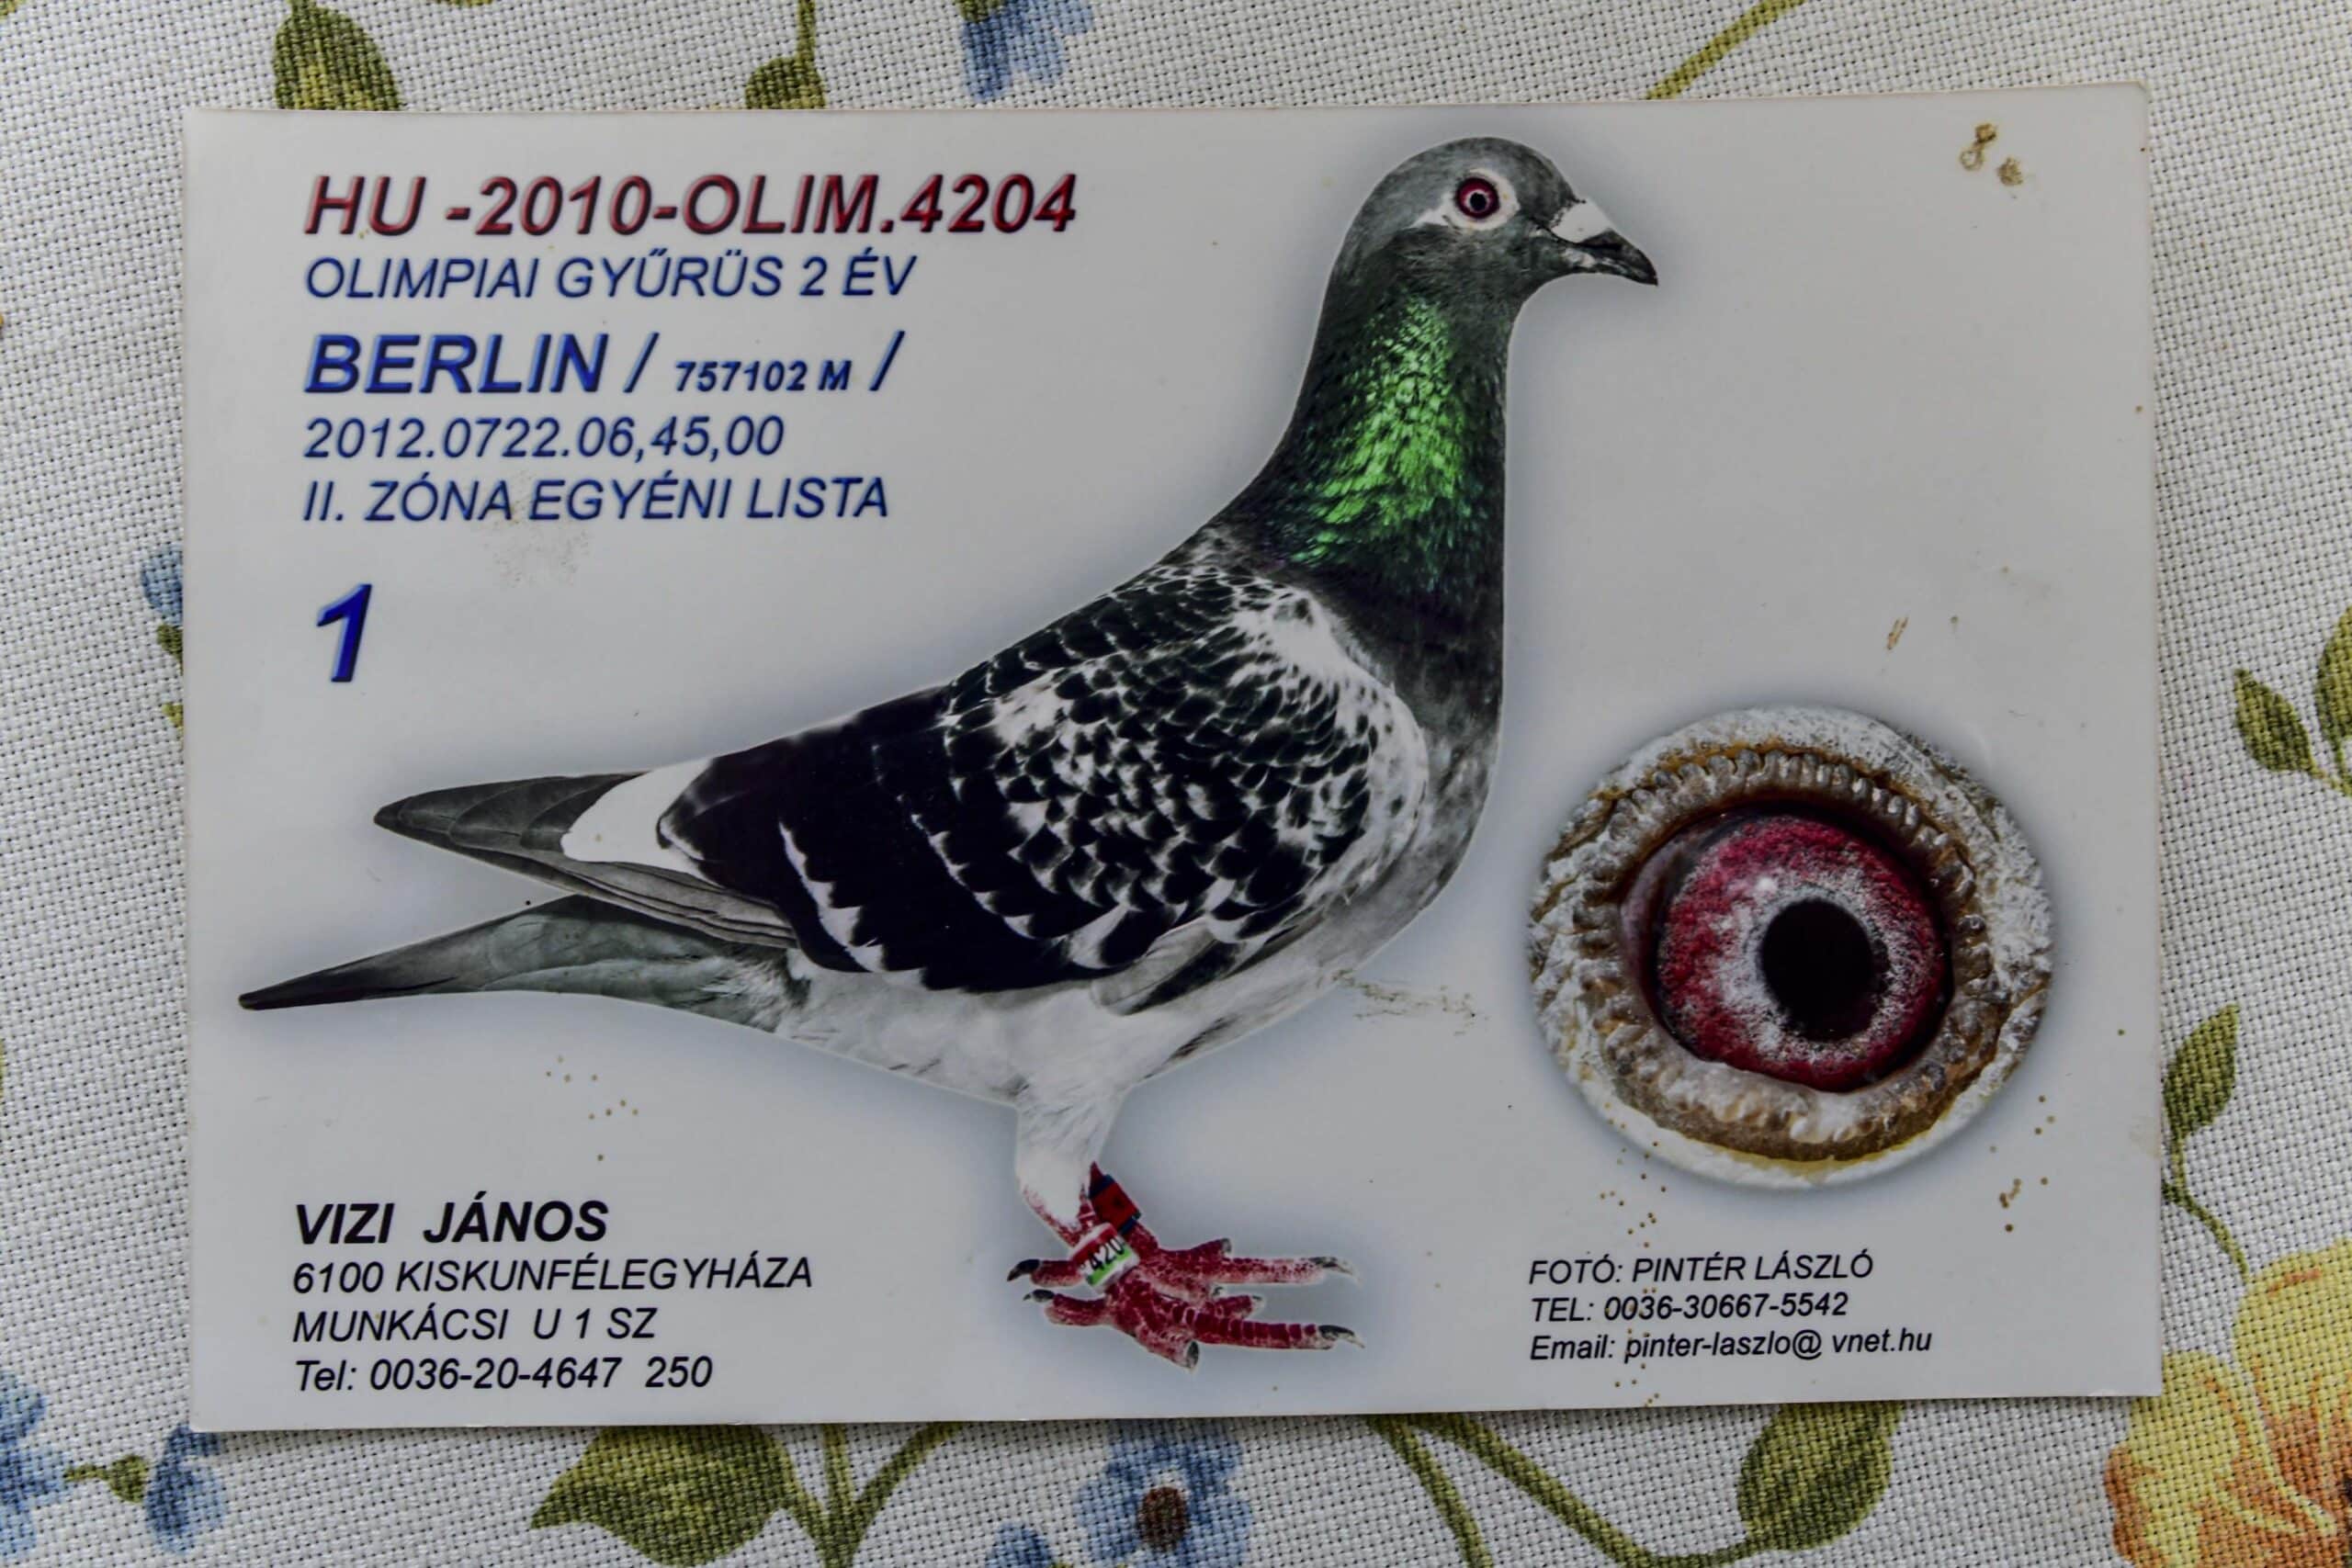 HU -2010-OLIM.4204
OLIMPIAI GYŰRÜS 2 ÉV
BERLIN / 757102 M /
2012.0722.06,45,00
II. ZÓNA EGYÉNI LISTA
1
420
VIZI JÁNOS
6100 KISKUNFÉLEGYHÁZA
MUNKÁCSI U 1 SZ
Tel: 0036-20-4647 250
FOTÓ: PINTÉR LÁSZLÓ
TEL: 0036-30667-5542
Email: pinter-laszlo@ vnet.hu